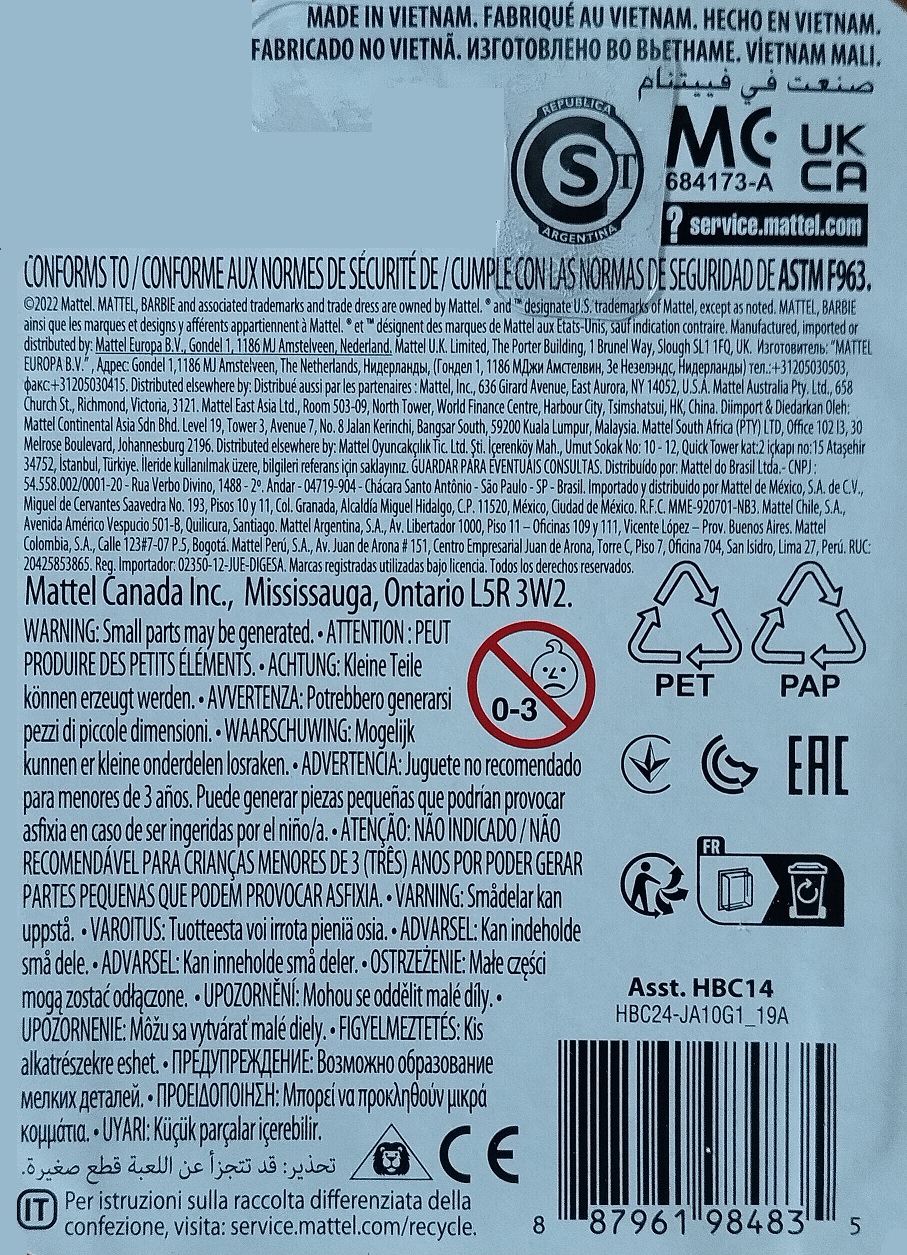 MADE IN VIETNAM. FABRIQUÉ AU VIETNAM. HECHO EN VIETNAM.
FABRICADO NO VIETNÃ. ИЗГОТОВЛЕНО ВО ВЬЕТНАМЕ. VİETNAM MALI.
صنعت في فييتنام
REPUBLICA
S T
ARGENTINA
MC
684173-A
UK
CA
? service.mattel.com
CONFORMS TO / CONFORME AUX NORMES DE SÉCURITÉ DE / CUMPLE CON LAS NORMAS DE SEGURIDAD DE ASTM F963.
©2022 Mattel. MATTEL, BARBIE and associated trademarks and trade dress are owned by Mattel. ® and ™ designate U.S. trademarks of Mattel, except as noted. MATTEL, BARBIE
ainsi que les marques et designs y afférents appartiennent à Mattel. ® et ™ désignent des marques de Mattel aux États-Unis, sauf indication contraire. Manufactured, imported or
distributed by: Mattel Europa B.V., Gondel 1, 1186 MJ Amstelveen, Nederland. Mattel U.K. Limited, The Porter Building, 1 Brunel Way, Slough SL1 1FQ, UK. Изготовитель: "MATTEL
EUROPA B.V.", Адрес: Gondel 1,1186 MJ Amstelveen, The Netherlands, Нидерланды, (Гондел 1, 1186 МДжи Амстелвин, Зе Незелэндс, Нидерланды) тел.:+31205030503,
факс:+31205030415. Distributed elsewhere by: Distribué aussi par les partenaires : Mattel, Inc., 636 Girard Avenue, East Aurora, NY 14052, U.S.A. Mattel Australia Pty. Ltd., 658
Church St., Richmond, Victoria, 3121. Mattel East Asia Ltd., Room 503-09, North Tower, World Finance Centre, Harbour City, Tsimshatsui, HK, China. Diimport & Diedarkan Oleh:
Mattel Continental Asia Sdn Bhd. Level 19, Tower 3, Avenue 7, No. 8 Jalan Kerinchi, Bangsar South, 59200 Kuala Lumpur, Malaysia. Mattel South Africa (PTY) LTD, Office 102 I3, 30
Melrose Boulevard, Johannesburg 2196. Distributed elsewhere by: Mattel Oyuncakçılık Tic. Ltd. Şti. İçerenköy Mah., Umut Sokak No: 10 - 12, Quick Tower kat:2 içkapı no:15 Ataşehir
34752, İstanbul, Türkiye. İleride kullanılmak üzere, bilgileri referans için saklayınız. GUARDAR PARA EVENTUAIS CONSULTAS. Distribuído por: Mattel do Brasil Ltda.- CNPJ :
54.558.002/0001-20 - Rua Verbo Divino, 1488 - 2º. Andar - 04719-904 - Chácara Santo Antônio - São Paulo - SP - Brasil. Importado y distribuido por Mattel de México, S.A. de C.V.,
Miguel de Cervantes Saavedra No. 193, Pisos 10 y 11, Col. Granada, Alcaldía Miguel Hidalgo, C.P. 11520, México, Ciudad de México. R.F.C. MME-920701-NB3. Mattel Chile, S.A.,
Avenida Américo Vespucio 501-B, Quilicura, Santiago. Mattel Argentina, S.A., Av. Libertador 1000, Piso 11 – Oficinas 109 y 111, Vicente López – Prov. Buenos Aires. Mattel
Colombia, S.A., Calle 123#7-07 P.5, Bogotá. Mattel Perú, S.A., Av. Juan de Arona # 151, Centro Empresarial Juan de Arona, Torre C, Piso 7, Oficina 704, San Isidro, Lima 27, Perú. RUC:
20425853865. Reg. Importador: 02350-12-JUE-DIGESA. Marcas registradas utilizadas bajo licencia. Todos los derechos reservados.
Mattel Canada Inc., Mississauga, Ontario L5R 3W2.
WARNING: Small parts may be generated. • ATTENTION : PEUT
PRODUIRE DES PETITS ÉLÉMENTS. • ACHTUNG: Kleine Teile
können erzeugt werden. • AVVERTENZA: Potrebbero generarsi
pezzi di piccole dimensioni. • WAARSCHUWING: Mogelijk
kunnen er kleine onderdelen losraken. • ADVERTENCIA: Juguete no recomendado
para menores de 3 años. Puede generar piezas pequeñas que podrían provocar
asfixia en caso de ser ingeridas por el niño/a. • ATENÇÃO: NÃO INDICADO / NÃO
RECOMENDÁVEL PARA CRIANÇAS MENORES DE 3 (TRÊS) ANOS POR PODER GERAR
PARTES PEQUENAS QUE PODEM PROVOCAR ASFIXIA. • VARNING: Smådelar kan
uppstå. • VAROITUS: Tuotteesta voi irrota pieniä osia. • ADVARSEL: Kan indeholde
små dele. • ADVARSEL: Kan inneholde små deler. • OSTRZEŻENIE: Małe części
mogą zostać odłączone. • UPOZORNĚNÍ: Mohou se oddělit malé díly. •
UPOZORNENIE: Môžu sa vytvárať malé diely. • FIGYELMEZTETÉS: Kis
alkatrészekre eshet. • ПРЕДУПРЕЖДЕНИЕ: Возможно образование
мелких деталей. • ΠΡΟΕΙΔΟΠΟΙΗΣΗ: Μπορεί να προκληθούν μικρά
κομμάτια. • UYARI: Küçük parçalar içerebilir.
تحذير: قد تتجزأ عن اللعبة قطع صغيرة.
CE
IT Per istruzioni sulla raccolta differenziata della
confezione, visita: service.mattel.com/recycle.
0-3
PET PAP
EAC
FR
Asst. HBC14
HBC24-JA10G1_19A
8 87961 98483 5